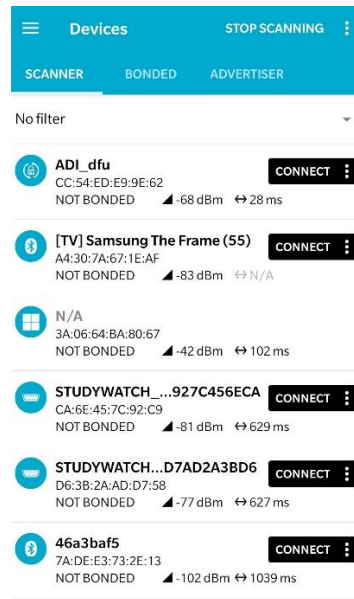 Devices STOP SCANNING
SCANNER BONDED ADVERTISER
No filter
ADI_dfu CONNECT
CC:54:ED:E9:9E:62
NOT BONDED -68 dBm 28 ms
[TV] Samsung The Frame (55) CONNECT
A4:30:7A:67:1E:AF
NOT BONDED -83 dBm N/A
N/A
3A:06:64:BA:80:67
NOT BONDED -42 dBm 102 ms
STUDYWATCH_...927C456ECA CONNECT
CA:6E:45:7C:92:C9
NOT BONDED -81 dBm 629 ms
STUDYWATCH...D7AD2A3BD6 CONNECT
D6:3B:2A:AD:D7:58
NOT BONDED -77 dBm 627 ms
46a3baf5 CONNECT
7A:DE:E3:73:2E:13
NOT BONDED -102 dBm 1039 ms